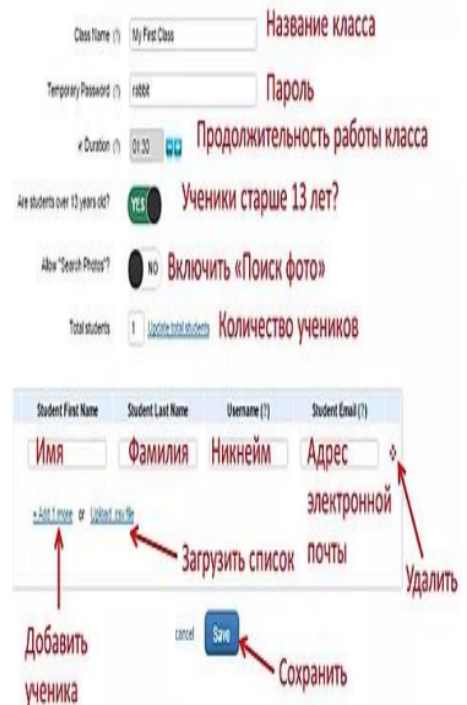 Class Name (?) My First Class Название класса
Temporary Password (?) rabbit Пароль
Duration (?) 01:30 Продолжительность работы класса
Are students over 13 years old? YES Ученики старше 13 лет?
Allow "Search Photos"? NO Включить «Поиск фото»
Total students 1 Update total students Количество учеников
Student First Name Student Last Name Username (?) Student Email (?)
Имя Фамилия Никнейм Адрес
электронной
почты
+ Add 1 more or Upload .csv file
Загрузить список
Удалить
Добавить
ученика
cancel Save
Сохранить